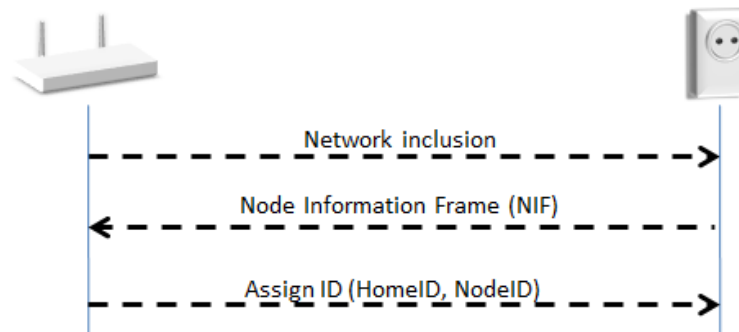 Network inclusion
Node Information Frame (NIF)
Assign ID (HomeID, NodeID)